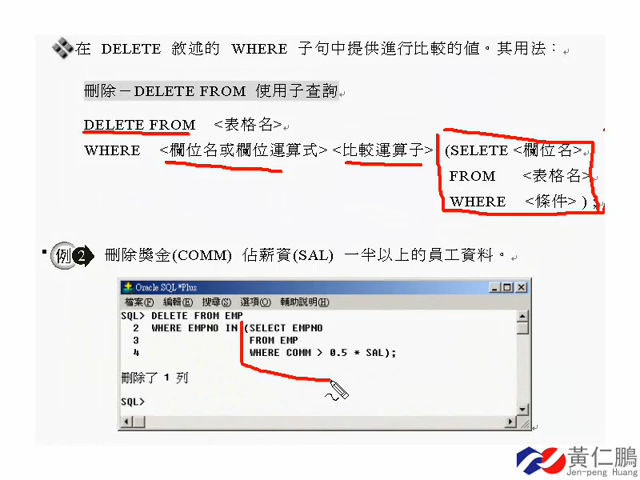 在 DELETE 敘述的 WHERE 子句中提供進行比較的值。其用法：
刪除－DELETE FROM 使用子查詢
DELETE FROM <表格名>
WHERE <欄位名或欄位運算式> <比較運算子> (SELETE <欄位名>
FROM <表格名>
WHERE <條件> ) ;
例 2 刪除獎金(COMM) 佔薪資(SAL) 一半以上的員工資料。
Oracle SQL*Plus
檔案(F) 編輯(E) 搜尋(S) 選項(O) 輔助說明(H)
SQL> DELETE FROM EMP
2 WHERE EMPNO IN (SELECT EMPNO
3 FROM EMP
4 WHERE COMM > 0.5 * SAL);
刪除了 1 列
SQL>
黃仁鵬
Jen-peng Huang